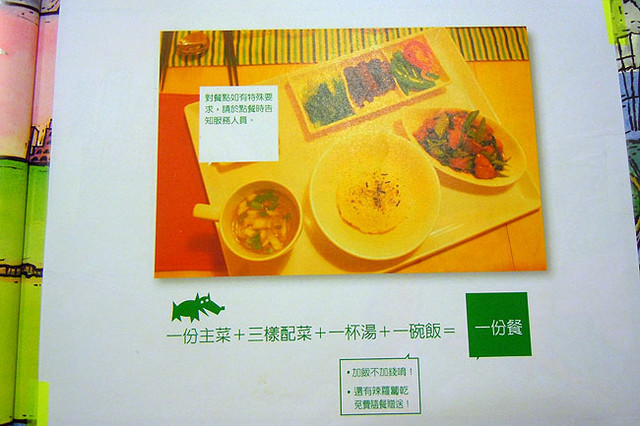 對餐點如有特殊要
求，請於點餐時告
知服務人員。
一份主菜＋三樣配菜＋一杯湯＋一碗飯＝
一份餐
・加飯不加錢唷！
・還有辣蘿蔔乾
免費隨餐贈送！